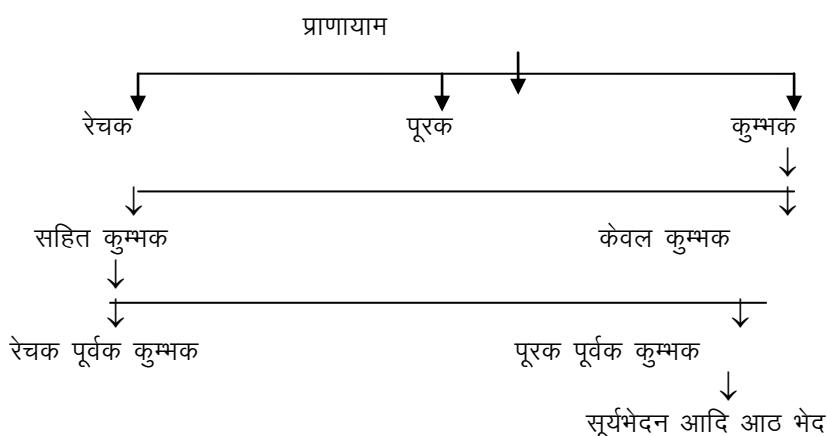 प्राणायाम
रेचक पूरक कुम्भक
सहित कुम्भक केवल कुम्भक
रेचक पूर्वक कुम्भक पूरक पूर्वक कुम्भक
सूर्यभेदन आदि आठ भेद